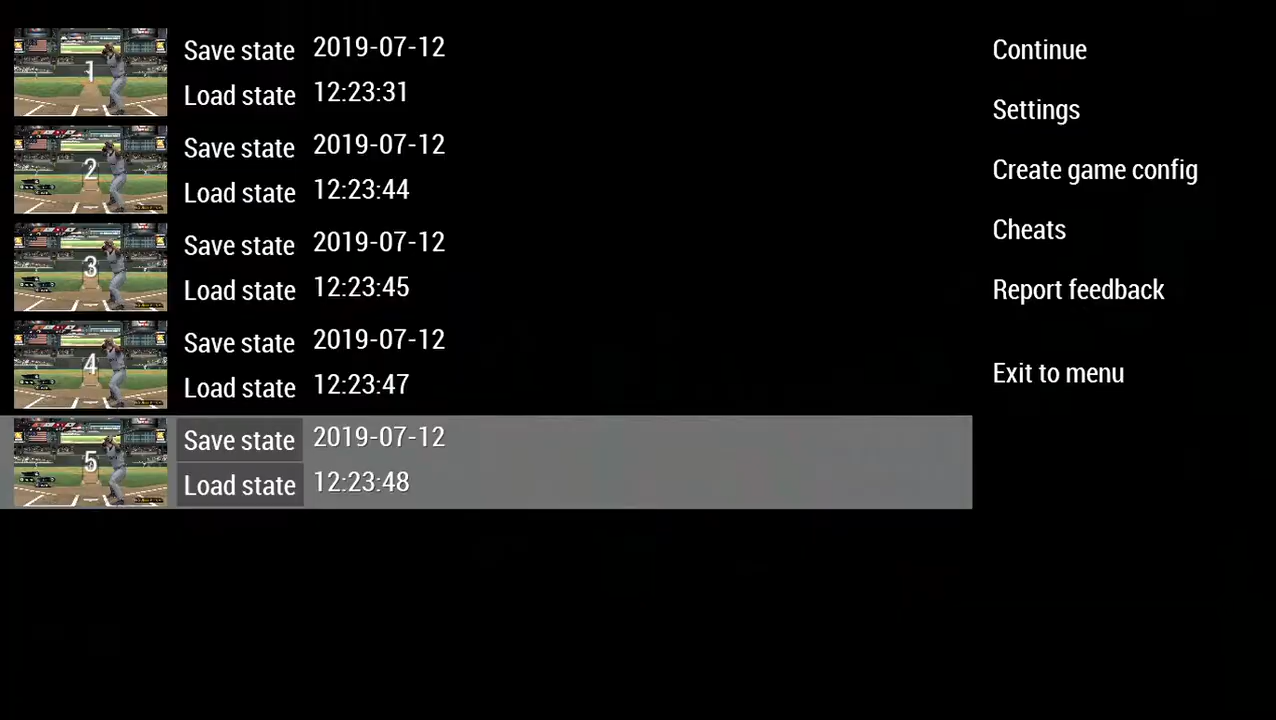 1
Save state 2019-07-12
Load state 12:23:31
2
Save state 2019-07-12
Load state 12:23:44
3
Save state 2019-07-12
Load state 12:23:45
4
Save state 2019-07-12
Load state 12:23:47
5
Save state 2019-07-12
Load state 12:23:48
Continue
Settings
Create game config
Cheats
Report feedback
Exit to menu